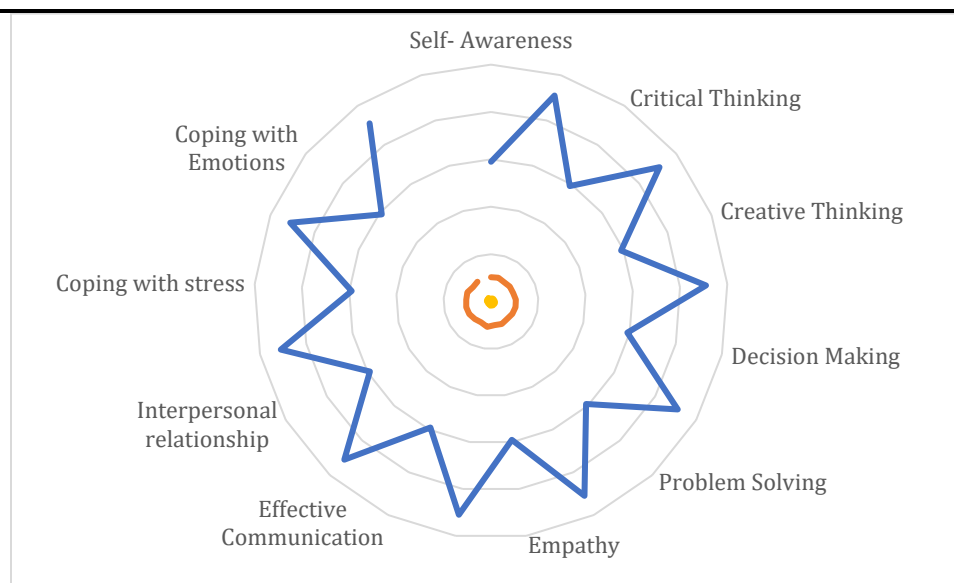 Self- Awareness
Critical Thinking
Creative Thinking
Decision Making
Problem Solving
Empathy
Effective
Communication
Interpersonal
relationship
Coping with stress
Coping with
Emotions